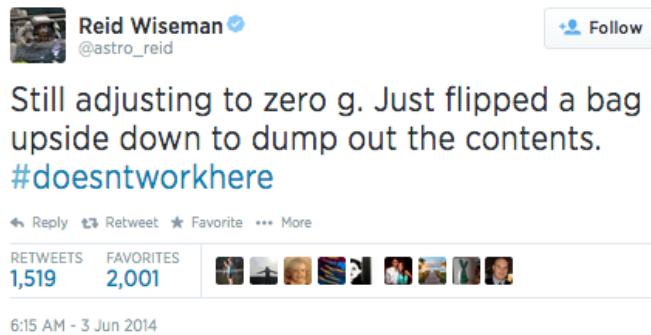 Reid Wiseman
@astro_reid
Follow
Still adjusting to zero g. Just flipped a bag
upside down to dump out the contents.
#doesntworkhere
Reply Retweet Favorite More
RETWEETS FAVORITES
1,519 2,001
6:15 AM - 3 Jun 2014